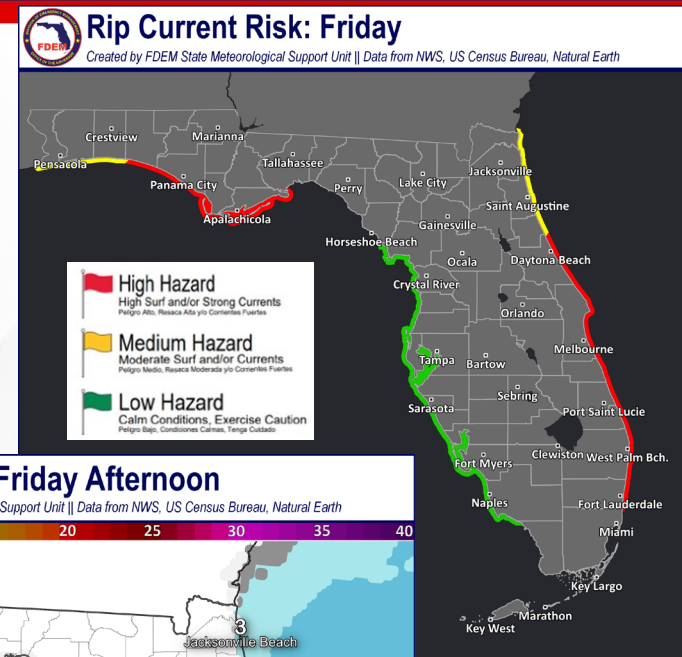 FDEM
Rip Current Risk: Friday
Created by FDEM State Meteorological Support Unit || Data from NWS, US Census Bureau, Natural Earth
Crestview
Marianna
Pensacola
Tallahassee
Jacksonville
Panama City
Perry
Lake City
Saint Augustine
Apalachicola
Gainesville
Horseshoe Beach
Ocala
Daytona Beach
Crystal River
High Hazard
High Surf and/or Strong Currents
Peligro Alto, Resaca Alta y/o Corrientes Fuertes
Orlando
Medium Hazard
Moderate Surf and/or Currents
Peligro Medio, Resaca Moderada y/o Corrientes Fuertes
Melbourne
Tampa
Bartow
Low Hazard
Calm Conditions, Exercise Caution
Peligro Bajo, Condiciones Calmas, Tenga Cuidado
Sebring
Sarasota
Port Saint Lucie
Clewiston
West Palm Bch.
Fort Myers
Naples
Fort Lauderdale
Miami
Key Largo
Marathon
Key West
Friday Afternoon
Support Unit || Data from NWS, US Census Bureau, Natural Earth
20 25 30 35 40
3
Jacksonville Beach